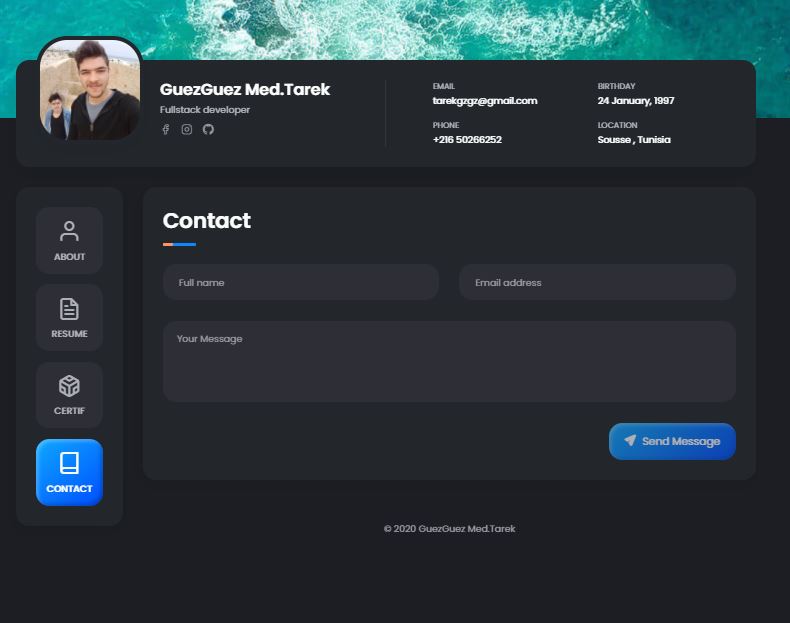 GuezGuez Med.Tarek
Fullstack developer
EMAIL
tarekgzgz@gmail.com
BIRTHDAY
24 January, 1997
PHONE
+216 50266252
LOCATION
Sousse , Tunisia
ABOUT
RESUME
CERTIF
CONTACT
Contact
Full name
Email address
Your Message
Send Message
© 2020 GuezGuez Med.Tarek